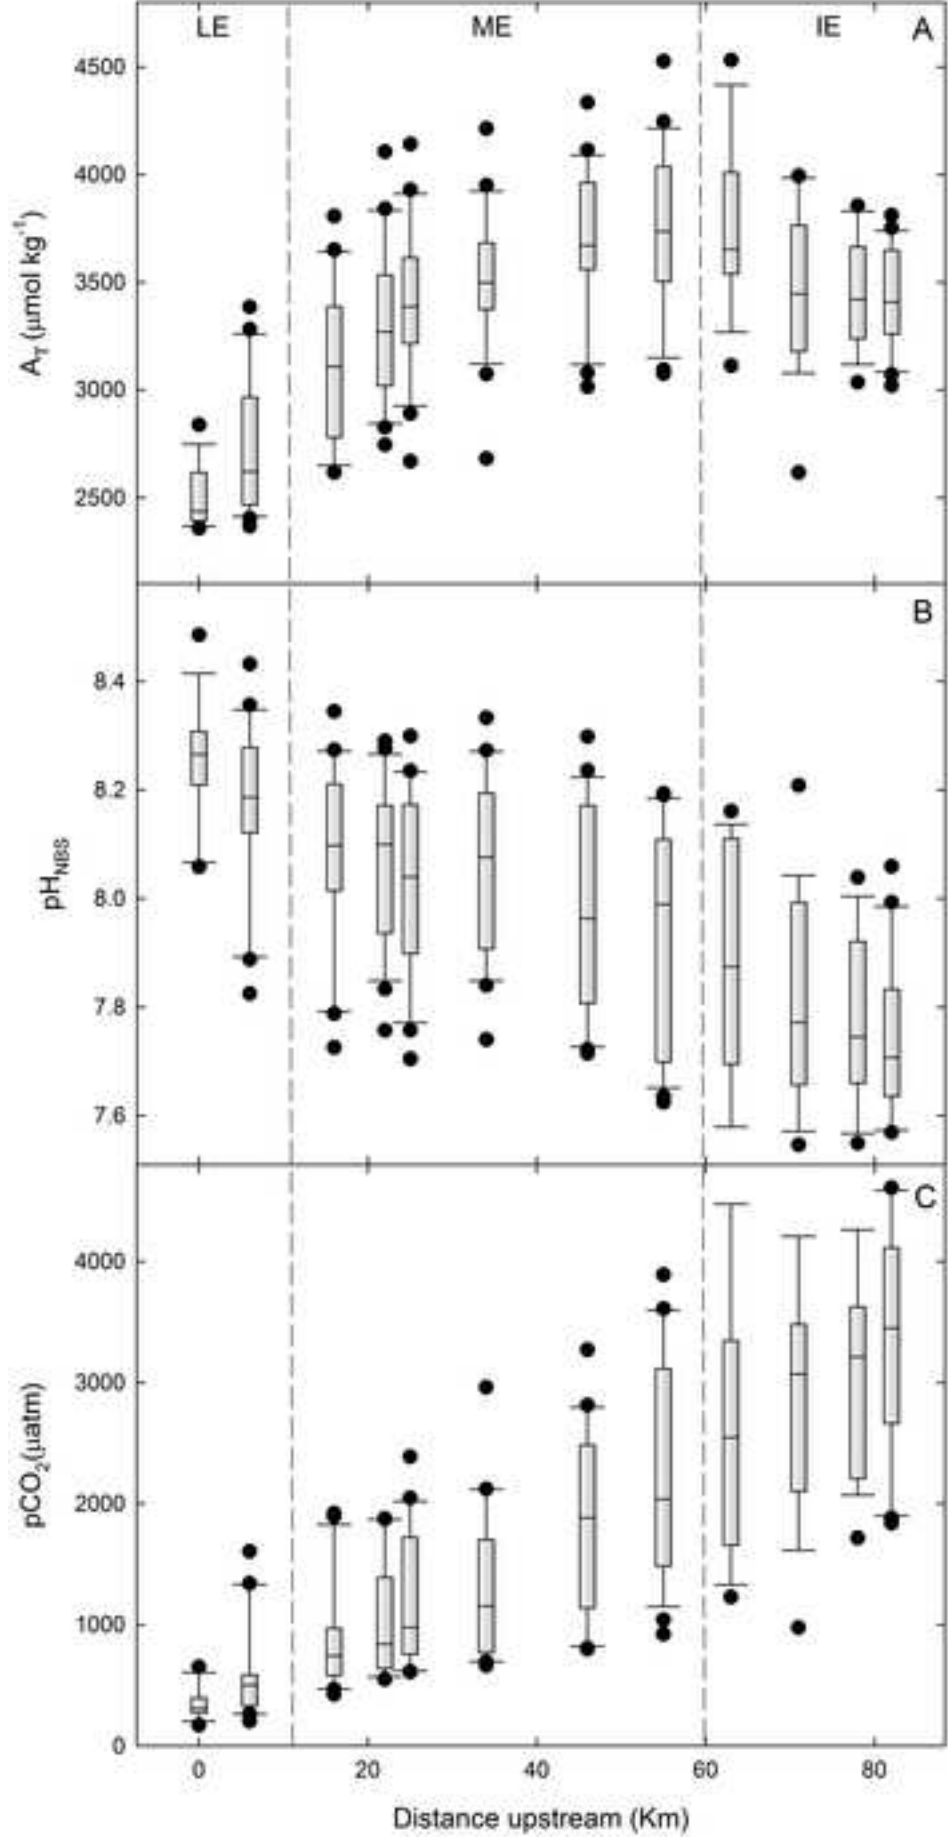 LE ME IE A
4500
4000
3500
3000
2500
A_T (μmol kg⁻¹)
B
8.4
8.2
8.0
7.8
7.6
pH_NBS
C
4000
3000
2000
1000
0
pCO₂(μatm)
0 20 40 60 80
Distance upstream (Km)